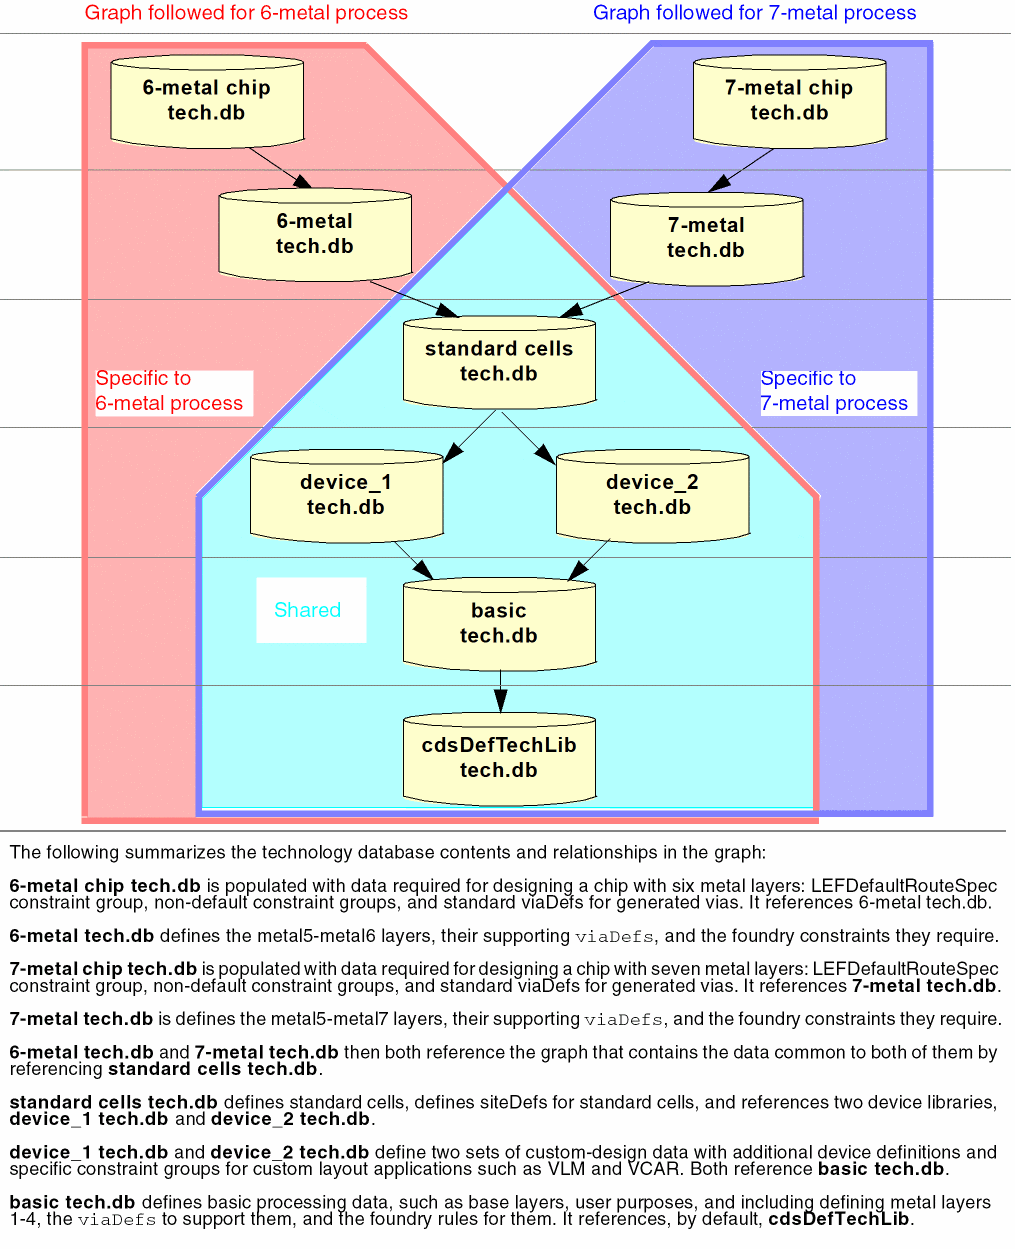 Graph followed for 6-metal process
Graph followed for 7-metal process
6-metal chip
tech.db
7-metal chip
tech.db
6-metal
tech.db
7-metal
tech.db
standard cells
tech.db
Specific to
6-metal process
Specific to
7-metal process
device_1
tech.db
device_2
tech.db
Shared
basic
tech.db
cdsDefTechLib
tech.db
The following summarizes the technology database contents and relationships in the graph:
6-metal chip tech.db is populated with data required for designing a chip with six metal layers: LEFDefaultRouteSpec
constraint group, non-default constraint groups, and standard viaDefs for generated vias. It references 6-metal tech.db.
6-metal tech.db defines the metal5-metal6 layers, their supporting viaDefs, and the foundry constraints they require.
7-metal chip tech.db is populated with data required for designing a chip with seven metal layers: LEFDefaultRouteSpec
constraint group, non-default constraint groups, and standard viaDefs for generated vias. It references 7-metal tech.db.
7-metal tech.db is defines the metal5-metal7 layers, their supporting viaDefs, and the foundry constraints they require.
6-metal tech.db and 7-metal tech.db then both reference the graph that contains the data common to both of them by
referencing standard cells tech.db.
standard cells tech.db defines standard cells, defines siteDefs for standard cells, and references two device libraries,
device_1 tech.db and device_2 tech.db.
device_1 tech.db and device_2 tech.db define two sets of custom-design data with additional device definitions and
specific constraint groups for custom layout applications such as VLM and VCAR. Both reference basic tech.db.
basic tech.db defines basic processing data, such as base layers, user purposes, and including defining metal layers
1-4, the viaDefs to support them, and the foundry rules for them. It references, by default, cdsDefTechLib.